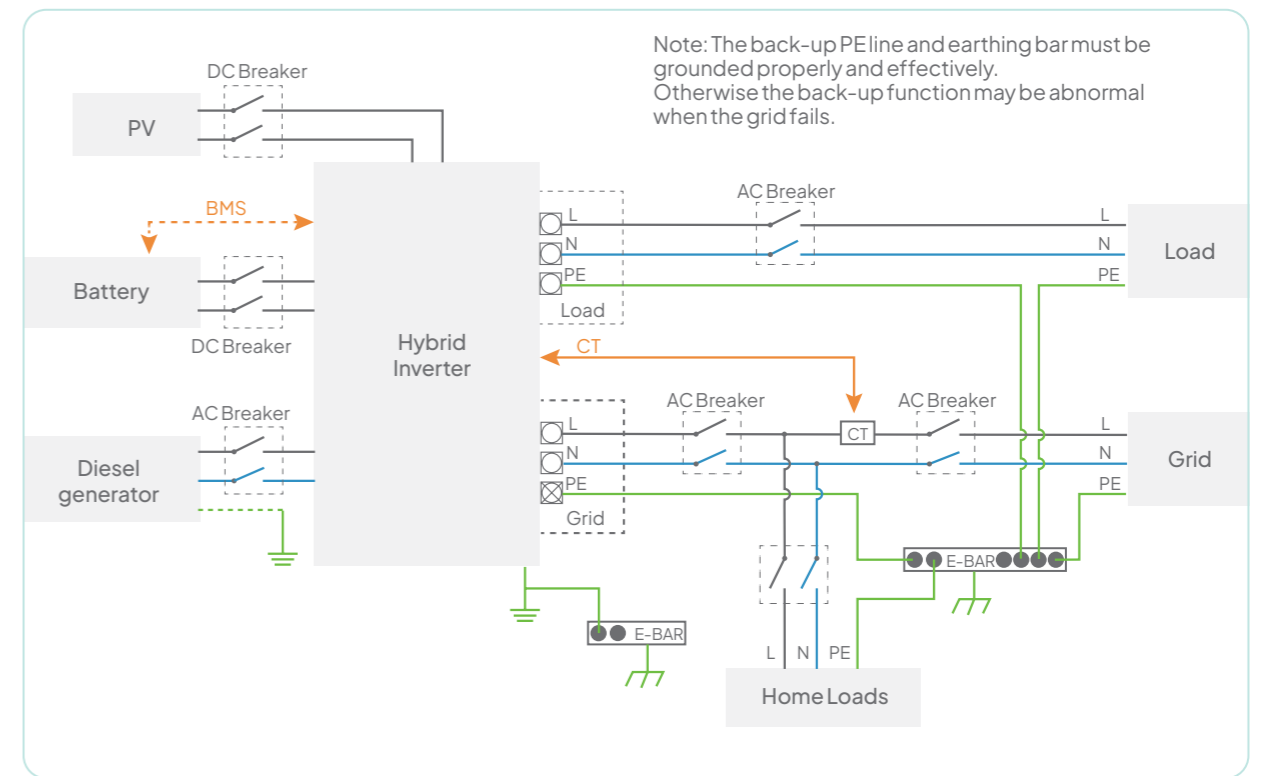 Note: The back-up PE line and earthing bar must be
grounded properly and effectively.
Otherwise the back-up function may be abnormal
when the grid fails.
DC Breaker
PV
BMS
Battery
DC Breaker
AC Breaker
Diesel
generator
Hybrid
Inverter
L
N
PE
Load
AC Breaker
L
N
PE
Load
CT
L
N
PE
Grid
AC Breaker
CT
AC Breaker
L
N
PE
Grid
E-BAR
E-BAR
L
N
PE
Home Loads